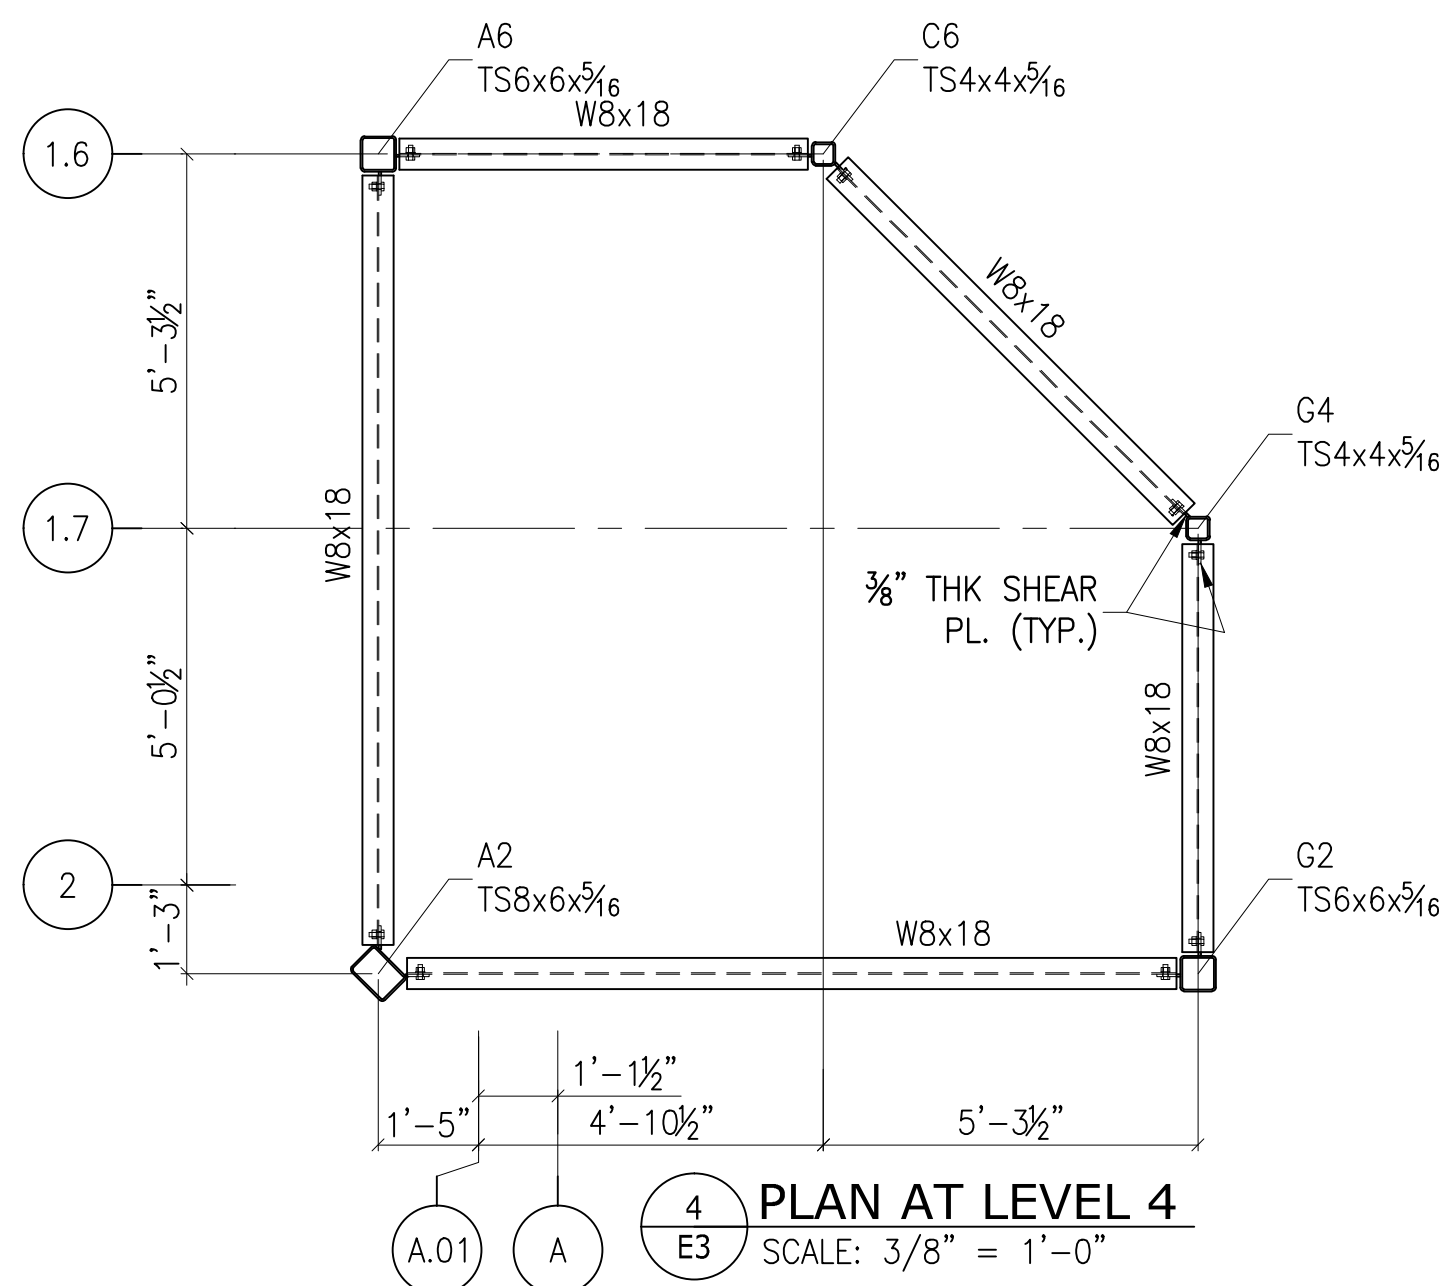 A6
TS6x6x5/16
C6
TS4x4x5/16
W8x18
1.6
W8x18
5'-3½"
G4
TS4x4x5/16
W8x18
1.7
⅜" THK SHEAR
PL. (TYP.)
5'-0½"
W8x18
A2
TS8x6x5/16
G2
TS6x6x5/16
2
1'-3"
W8x18
1'-1½"
1'-5"
4'-10½"
5'-3½"
A.01
A
4
E3
PLAN AT LEVEL 4
SCALE: 3/8" = 1'-0"